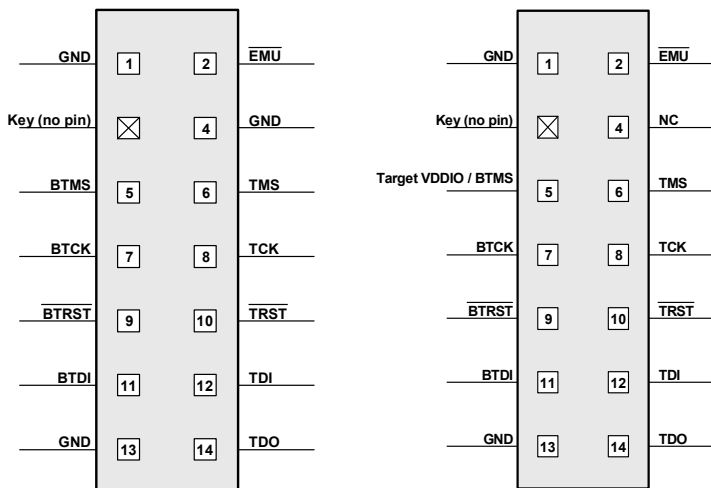 GND 1 2 EMU
Key (no pin) 4 GND
BTMS 5 6 TMS
BTCK 7 8 TCK
BTRST 9 10 TRST
BTDI 11 12 TDI
GND 13 14 TDO
GND 1 2 EMU
Key (no pin) 4 NC
Target VDDIO / BTMS 5 6 TMS
BTCK 7 8 TCK
BTRST 9 10 TRST
BTDI 11 12 TDI
GND 13 14 TDO